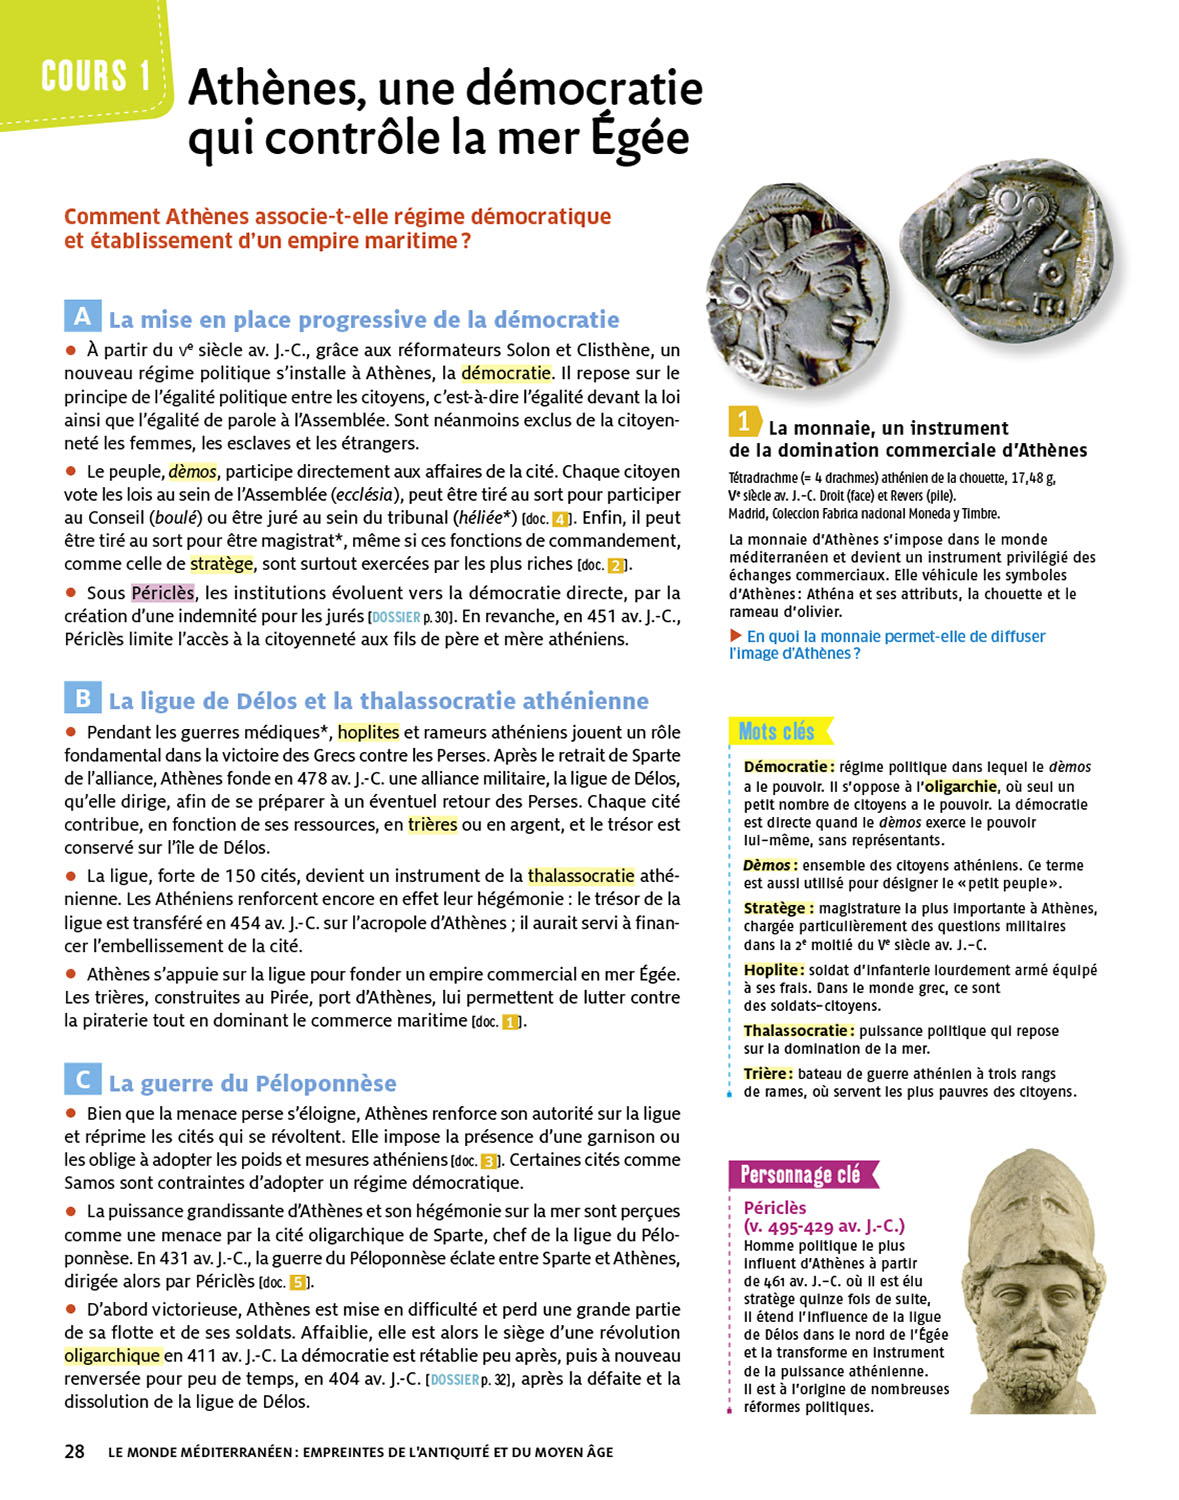 COURS 1
Athènes, une démocratie
qui contrôle la mer Égée
Comment Athènes associe-t-elle régime démocratique
et établissement d'un empire maritime ?
A La mise en place progressive de la démocratie
• À partir du Ve siècle av. J.-C., grâce aux réformateurs Solon et Clisthène, un
nouveau régime politique s'installe à Athènes, la démocratie. Il repose sur le
principe de l'égalité politique entre les citoyens, c'est-à-dire l'égalité devant la loi
ainsi que l'égalité de parole à l'Assemblée. Sont néanmoins exclus de la citoyen-
neté les femmes, les esclaves et les étrangers.
• Le peuple, dèmos, participe directement aux affaires de la cité. Chaque citoyen
vote les lois au sein de l'Assemblée (ecclésia), peut être tiré au sort pour participer
au Conseil (boulé) ou être juré au sein du tribunal (héliée*) [doc. 4]. Enfin, il peut
être tiré au sort pour être magistrat*, même si ces fonctions de commandement,
comme celle de stratège, sont surtout exercées par les plus riches [doc. 2].
• Sous Périclès, les institutions évoluent vers la démocratie directe, par la
création d'une indemnité pour les jurés [DOSSIER p. 30]. En revanche, en 451 av. J.-C.,
Périclès limite l'accès à la citoyenneté aux fils de père et mère athéniens.
B La ligue de Délos et la thalassocratie athénienne
• Pendant les guerres médiques*, hoplites et rameurs athéniens jouent un rôle
fondamental dans la victoire des Grecs contre les Perses. Après le retrait de Sparte
de l'alliance, Athènes fonde en 478 av. J.-C. une alliance militaire, la ligue de Délos,
qu'elle dirige, afin de se préparer à un éventuel retour des Perses. Chaque cité
contribue, en fonction de ses ressources, en trières ou en argent, et le trésor est
conservé sur l'île de Délos.
• La ligue, forte de 150 cités, devient un instrument de la thalassocratie athé-
nienne. Les Athéniens renforcent encore en effet leur hégémonie : le trésor de la
ligue est transféré en 454 av. J.-C. sur l'acropole d'Athènes ; il aurait servi à finan-
cer l'embellissement de la cité.
• Athènes s'appuie sur la ligue pour fonder un empire commercial en mer Égée.
Les trières, construites au Pirée, port d'Athènes, lui permettent de lutter contre
la piraterie tout en dominant le commerce maritime [doc. 1].
C La guerre du Péloponnèse
• Bien que la menace perse s'éloigne, Athènes renforce son autorité sur la ligue
et réprime les cités qui se révoltent. Elle impose la présence d'une garnison ou
les oblige à adopter les poids et mesures athéniens [doc. 3]. Certaines cités comme
Samos sont contraintes d'adopter un régime démocratique.
• La puissance grandissante d'Athènes et son hégémonie sur la mer sont perçues
comme une menace par la cité oligarchique de Sparte, chef de la ligue du Pélo-
ponnèse. En 431 av. J.-C., la guerre du Péloponnèse éclate entre Sparte et Athènes,
dirigée alors par Périclès [doc. 5].
• D'abord victorieuse, Athènes est mise en difficulté et perd une grande partie
de sa flotte et de ses soldats. Affaiblie, elle est alors le siège d'une révolution
oligarchique en 411 av. J.-C. La démocratie est rétablie peu après, puis à nouveau
renversée pour peu de temps, en 404 av. J.-C. [DOSSIER p. 32], après la défaite et la
dissolution de la ligue de Délos.
ΑΘΕ
1 La monnaie, un instrument
de la domination commerciale d'Athènes
Tétradrachme (= 4 drachmes) athénien de la chouette, 17,48 g,
Ve siècle av. J.-C. Droit (face) et Revers (pile).
Madrid, Coleccion Fabrica nacional Moneda y Timbre.
La monnaie d'Athènes s'impose dans le monde
méditerranéen et devient un instrument privilégié des
échanges commerciaux. Elle véhicule les symboles
d'Athènes : Athéna et ses attributs, la chouette et le
rameau d'olivier.
▶ En quoi la monnaie permet-elle de diffuser
l'image d'Athènes ?
Mots clés
Démocratie : régime politique dans lequel le dèmos
a le pouvoir. Il s'oppose à l'oligarchie, où seul un
petit nombre de citoyens a le pouvoir. La démocratie
est directe quand le dèmos exerce le pouvoir
lui-même, sans représentants.
Dèmos : ensemble des citoyens athéniens. Ce terme
est aussi utilisé pour désigner le «petit peuple».
Stratège : magistrature la plus importante à Athènes,
chargée particulièrement des questions militaires
dans la 2e moitié du Ve siècle av. J.-C.
Hoplite : soldat d'infanterie lourdement armé équipé
à ses frais. Dans le monde grec, ce sont
des soldats-citoyens.
Thalassocratie : puissance politique qui repose
sur la domination de la mer.
Trière : bateau de guerre athénien à trois rangs
de rames, où servent les plus pauvres des citoyens.
Personnage clé
Périclès
(v. 495-429 av. J.-C.)
Homme politique le plus
influent d'Athènes à partir
de 461 av. J.-C. où il est élu
stratège quinze fois de suite,
il étend l'influence de la ligue
de Délos dans le nord de l'Égée
et la transforme en instrument
de la puissance athénienne.
Il est à l'origine de nombreuses
réformes politiques.
28 LE MONDE MÉDITERRANÉEN : EMPREINTES DE L'ANTIQUITÉ ET DU MOYEN ÂGE